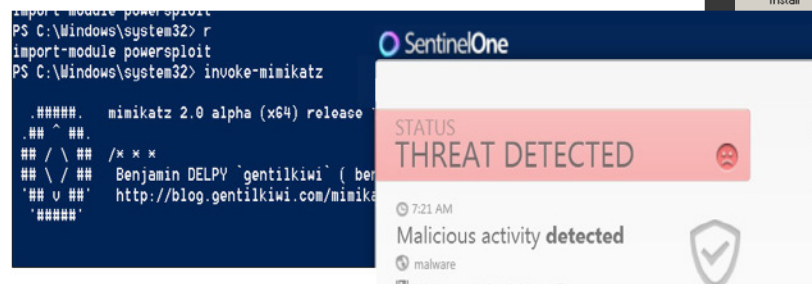 Install
import-module powersploit
PS C:\Windows\system32> r
import-module powersploit
PS C:\Windows\system32> invoke-mimikatz
.#####. mimikatz 2.0 alpha (x64) release
.## ^ ##.
## / \ ## /* * *
## \ / ## Benjamin DELPY `gentilkiwi` ( ben
'## v ##' http://blog.gentilkiwi.com/mimika
'#####'
SentinelOne
STATUS
THREAT DETECTED
7:21 AM
Malicious activity detected
malware